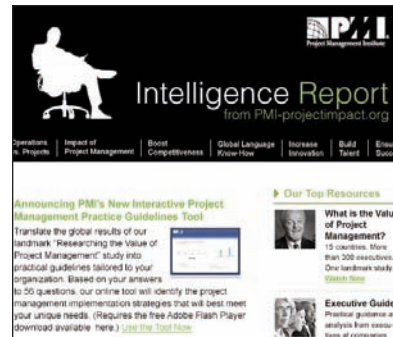 PMI
Project Management Institute
Intelligence Report
from PMI-projectimpact.org
Operations
vs. Projects
Impact of
Project Management
Boost
Competitiveness
Global Language
Know-How
Increase
Innovation
Build
Talent
Ensu
Succ
Announcing PMI's New Interactive Project
Management Practice Guidelines Tool
Translate the global results of our
landmark "Researching the Value of
Project Management" study into
practical guidelines tailored to your
organization. Based on your answers
to 56 questions, our online tool will identify the project
management implementation strategies that will best meet
your unique needs. (Requires the free Adobe Flash Player
download available here.) Use the Tool Now
Our Top Resources
What is the Valu
of Project
Management?
15 countries. More
than 300 executives.
One landmark study
Watch Now
Executive Guide
Practical guidance a
analysis from execu-
tives at companies